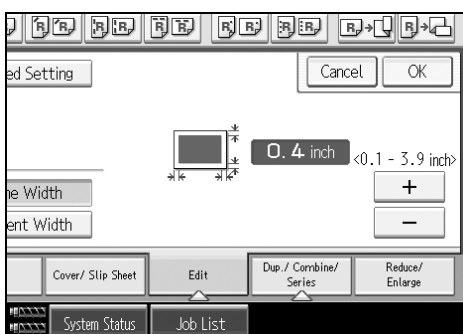 ed Setting
Cancel
OK
0.4 inch
<0.1 - 3.9 inch>
ne Width
+
ent Width
−
Cover/ Slip Sheet
Edit
Dup./ Combine/
Series
Reduce/
Enlarge
System Status
Job List